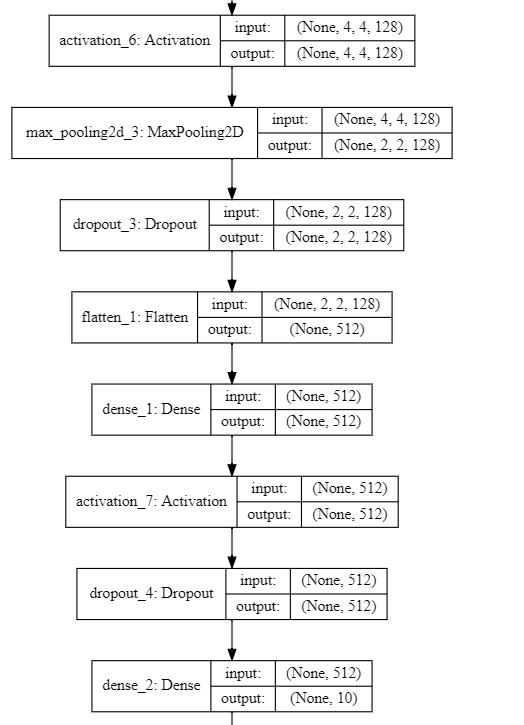 activation_6: Activation
input: (None, 4, 4, 128)
output: (None, 4, 4, 128)
max_pooling2d_3: MaxPooling2D
input: (None, 4, 4, 128)
output: (None, 2, 2, 128)
dropout_3: Dropout
input: (None, 2, 2, 128)
output: (None, 2, 2, 128)
flatten_1: Flatten
input: (None, 2, 2, 128)
output: (None, 512)
dense_1: Dense
input: (None, 512)
output: (None, 512)
activation_7: Activation
input: (None, 512)
output: (None, 512)
dropout_4: Dropout
input: (None, 512)
output: (None, 512)
dense_2: Dense
input: (None, 512)
output: (None, 10)